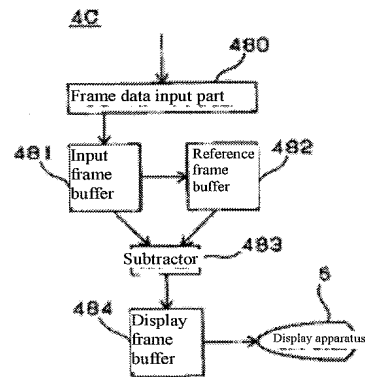 4C
480
Frame data input part
481
Input
frame
buffer
Reference
frame
buffer
482
Subtractor
483
484
Display
frame
buffer
5
Display apparatus